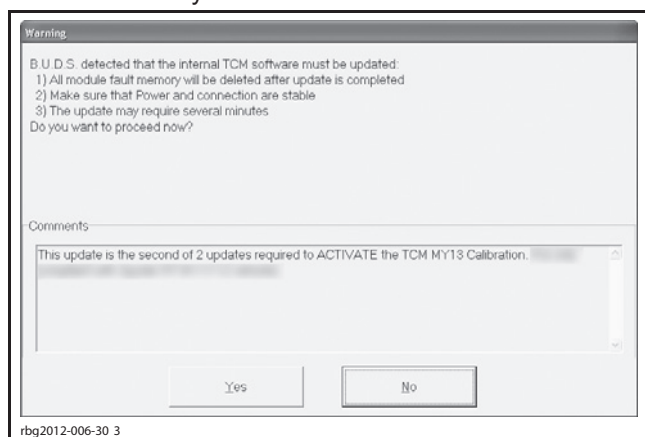 Warning
B.U.D.S. detected that the internal TCM software must be updated:
1) All module fault memory will be deleted after update is completed
2) Make sure that Power and connection are stable
3) The update may require several minutes
Do you want to proceed now?
Comments
This update is the second of 2 updates required to ACTIVATE the TCM MY13 Calibration.
Yes
No
rbg2012-006-30_3